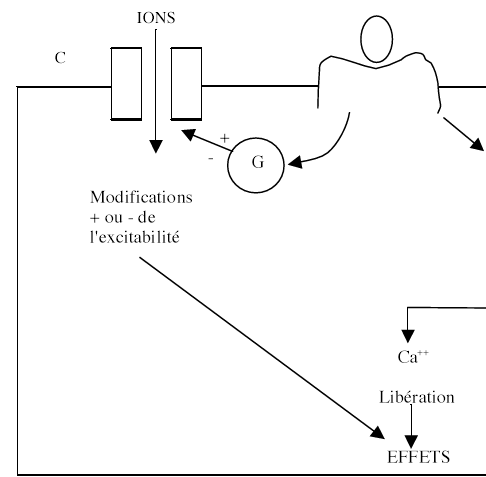 IONS
C
+
-
G
Modifications
+ ou - de
l'excitabilité
Ca++
Libération
EFFETS